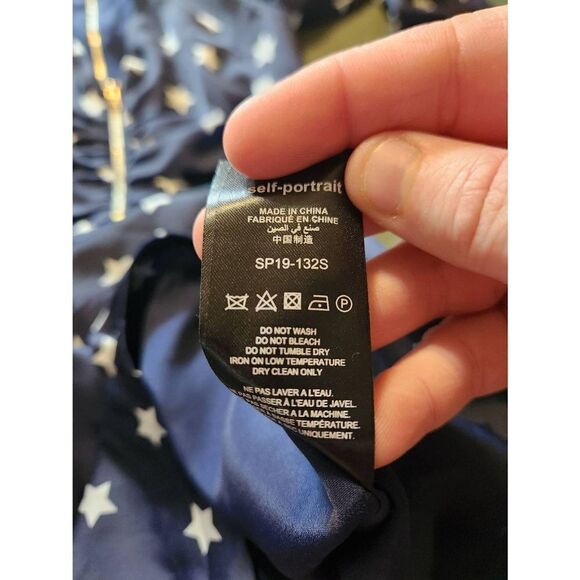 self-portrait
MADE IN CHINA
FABRIQUÉ EN CHINE
صنع في الصين
中国制造
SP19-132S
P
DO NOT WASH
DO NOT BLEACH
DO NOT TUMBLE DRY
IRON ON LOW TEMPERATURE
DRY CLEAN ONLY
NE PAS LAVER A L'EAU.
PAS PASSER À L'EAU DE JAVEL.
SÉCHER A LA MACHINE.
BASSE TEMPÉRATURE.
UNIQUEMENT.